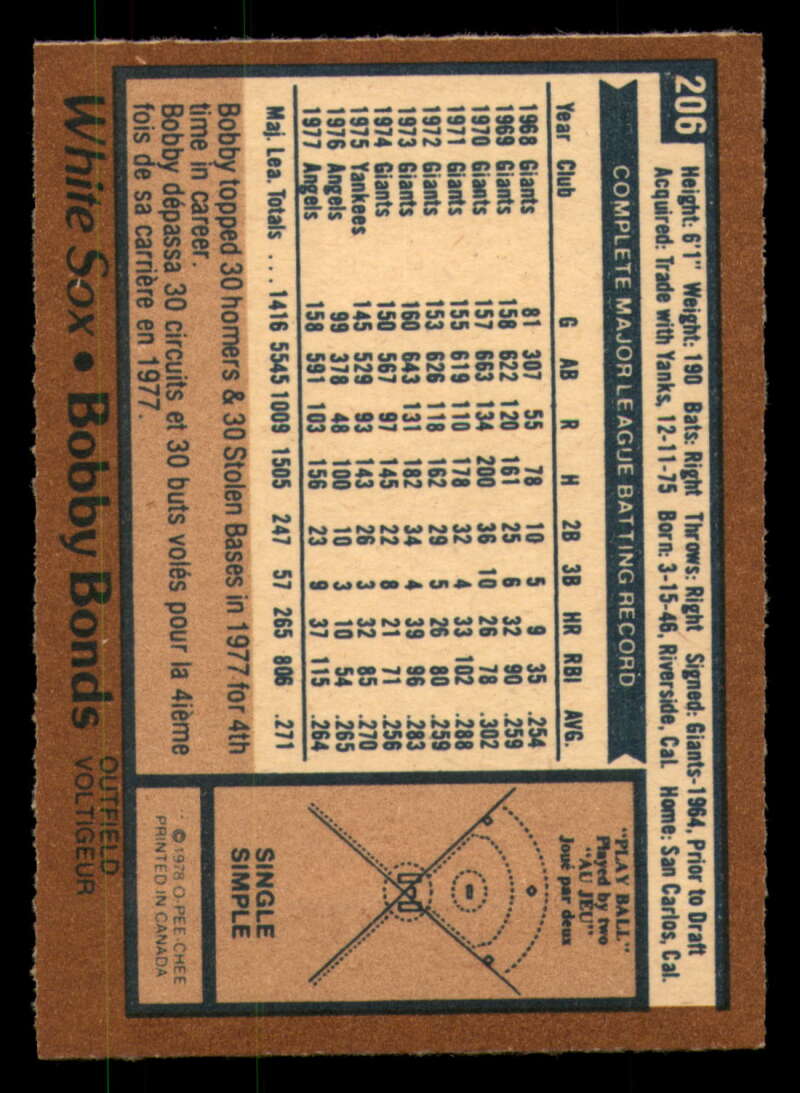 206
Height: 6'1" Weight: 190 Bats: Right Throws: Right Signed: Giants-1964, Prior to Draft
Acquired: Trade with Yanks, 12-11-75 Born: 3-15-46, Riverside, Cal. Home: San Carlos, Cal.
COMPLETE MAJOR LEAGUE BATTING RECORD
Year Club G AB R H 2B 3B HR RBI AVG.
1968 Giants 81 307 55 78 10 5 9 35 .254
1969 Giants 158 622 120 161 25 6 32 90 .259
1970 Giants 157 663 134 200 36 10 26 78 .302
1971 Giants 155 619 110 178 32 4 33 102 .288
1972 Giants 153 626 118 162 29 5 26 80 .259
1973 Giants 160 643 131 182 34 4 39 96 .283
1974 Giants 150 567 97 145 22 8 21 71 .256
1975 Yankees 145 529 93 143 26 3 32 85 .270
1976 Angels 99 378 48 100 10 3 10 54 .265
1977 Angels 158 591 103 156 23 9 37 115 .264
Maj. Lea. Totals .... 1416 5545 1009 1505 247 57 265 806 .271
Bobby topped 30 homers & 30 Stolen Bases in 1977 for 4th
time in career.
Bobby dépassa 30 circuits et 30 buts volés pour la 4ième
fois de sa carrière en 1977.
"PLAY BALL"
Played by two
"AU JEU"
Joué par deux
SINGLE
SIMPLE
© 1978 O-PEE-CHEE
PRINTED IN CANADA
White Sox • Bobby Bonds
OUTFIELD
VOLTIGEUR